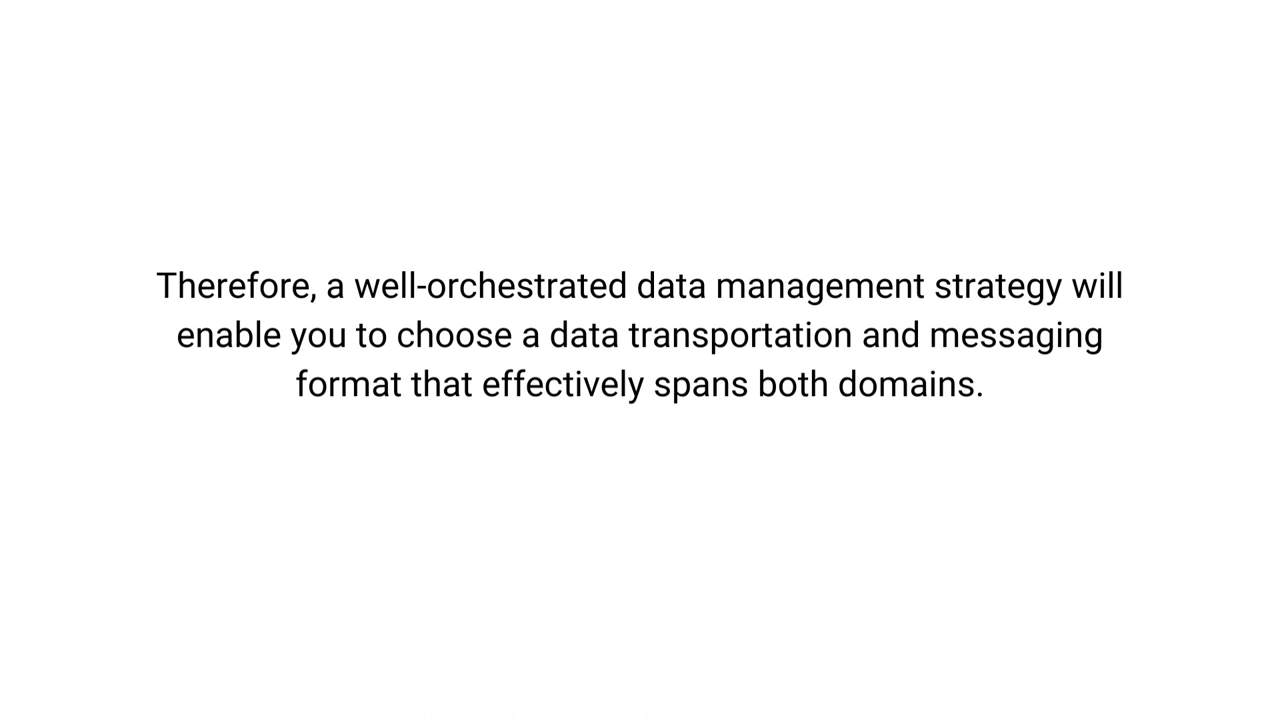 Therefore, a well-orchestrated data management strategy will
enable you to choose a data transportation and messaging
format that effectively spans both domains.